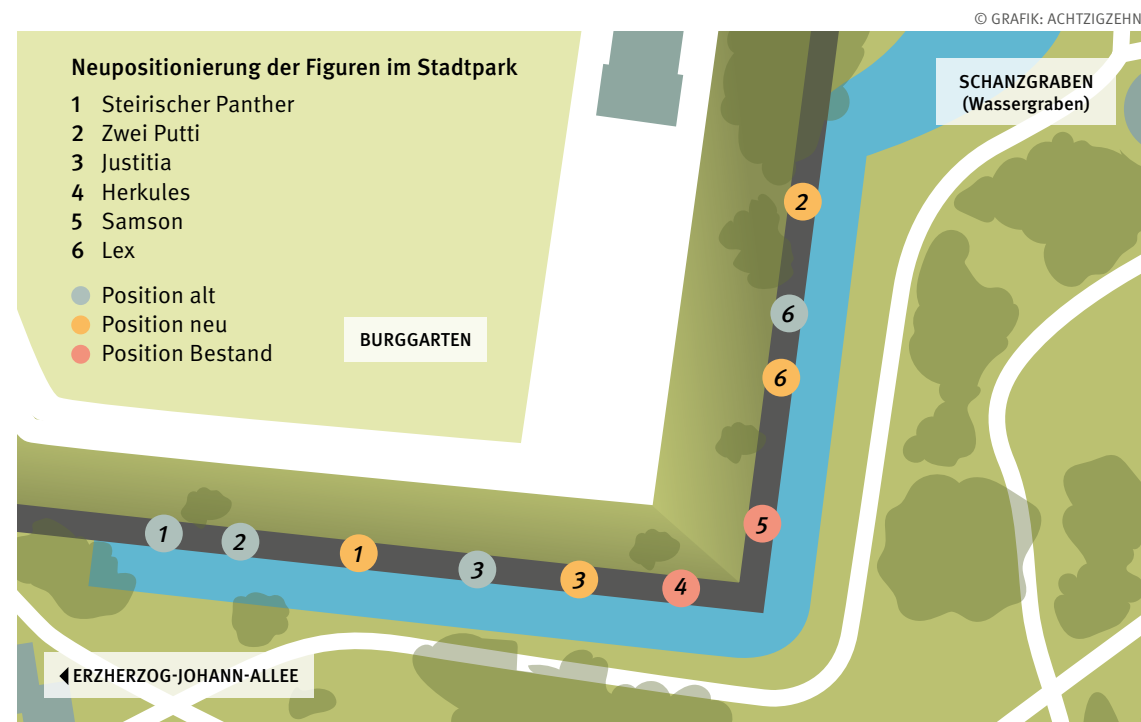 © GRAFIK: ACHTZIGZEHN
Neupositionierung der Figuren im Stadtpark
1 Steirischer Panther
2 Zwei Putti
3 Justitia
4 Herkules
5 Samson
6 Lex
Position alt
Position neu
Position Bestand
BURGGARTEN
SCHANZGRABEN
(Wassergraben)
2
6
6
5
1
2
1
3
3
4
ERZHERZOG-JOHANN-ALLEE